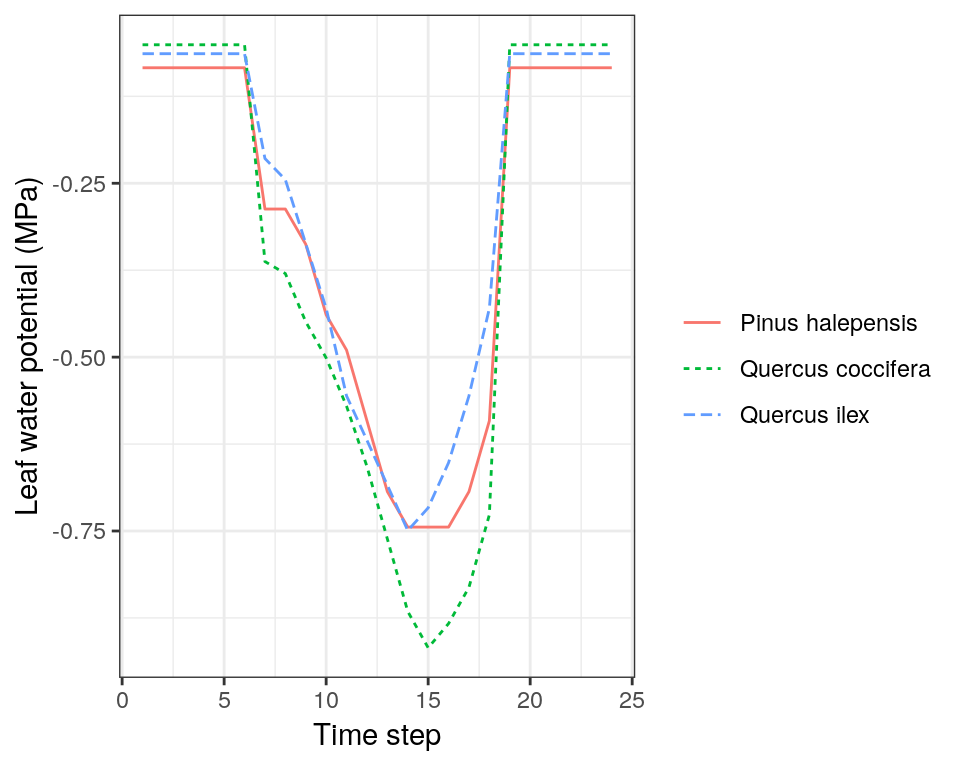 Leaf water potential (MPa)
-0.25
-0.50
-0.75
0 5 10 15 20 25
Time step
Pinus halepensis
Quercus coccifera
Quercus ilex